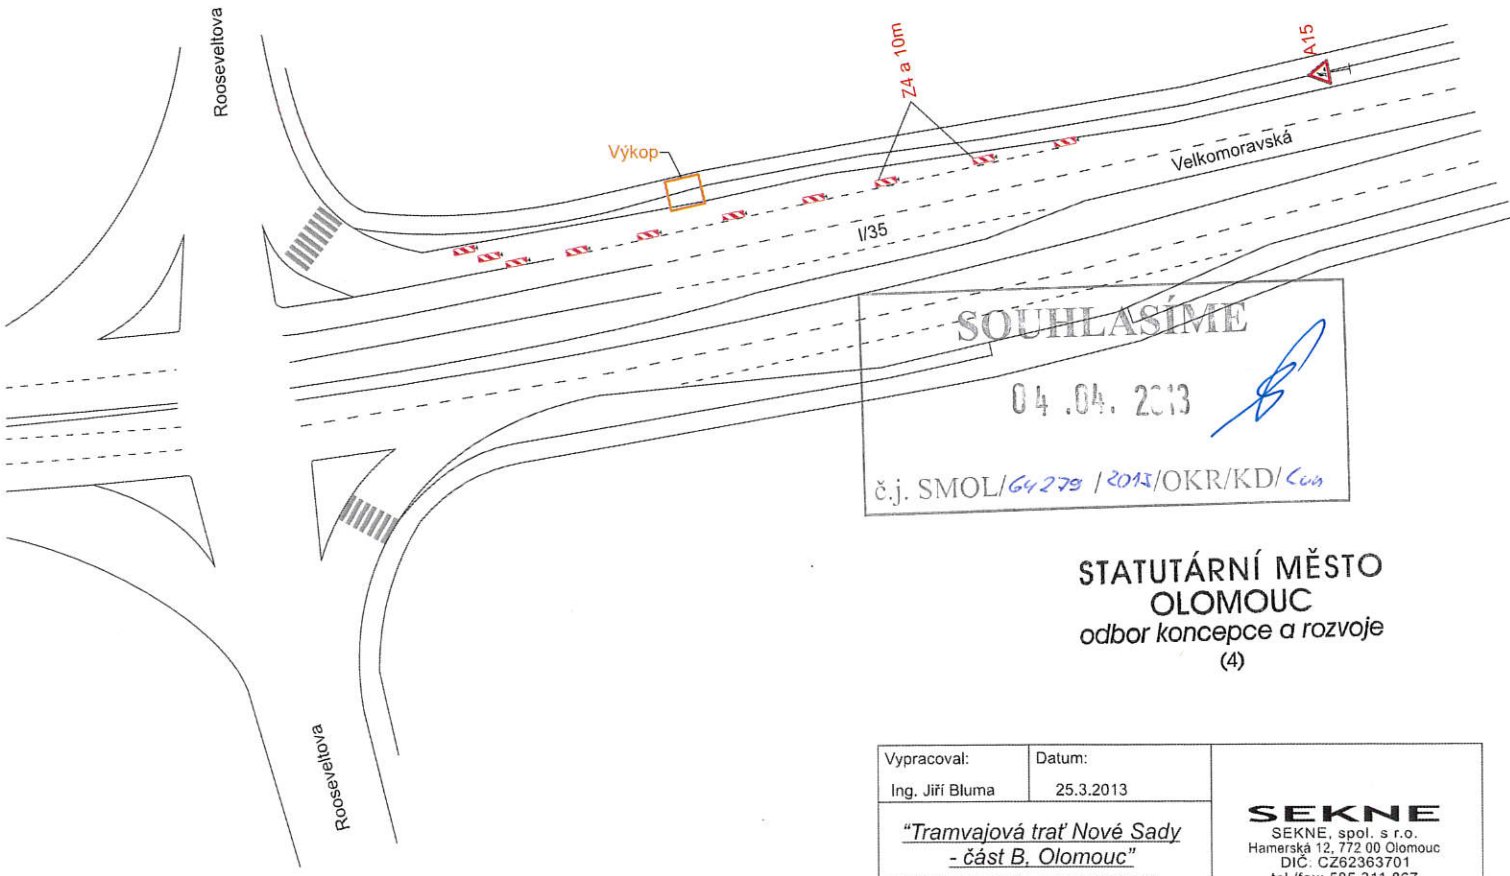 Rooseveltova
Z4 a 10m
A15
Výkop
Velkomoravská
I/35
SOUHLASÍME
04.04. 2013
č.j. SMOL/64279/2013/OKR/KD/
STATUTÁRNÍ MĚSTO
OLOMOUC
odbor koncepce a rozvoje
(4)
Rooseveltova
Vypracoval:
Ing. Jiří Bluma
Datum:
25.3.2013
"Tramvajová trať Nové Sady
- část B, Olomouc"
SEKNE
SEKNE, spol. s r.o.
Hamerská 12, 772 00 Olomouc
DIČ: CZ62363701